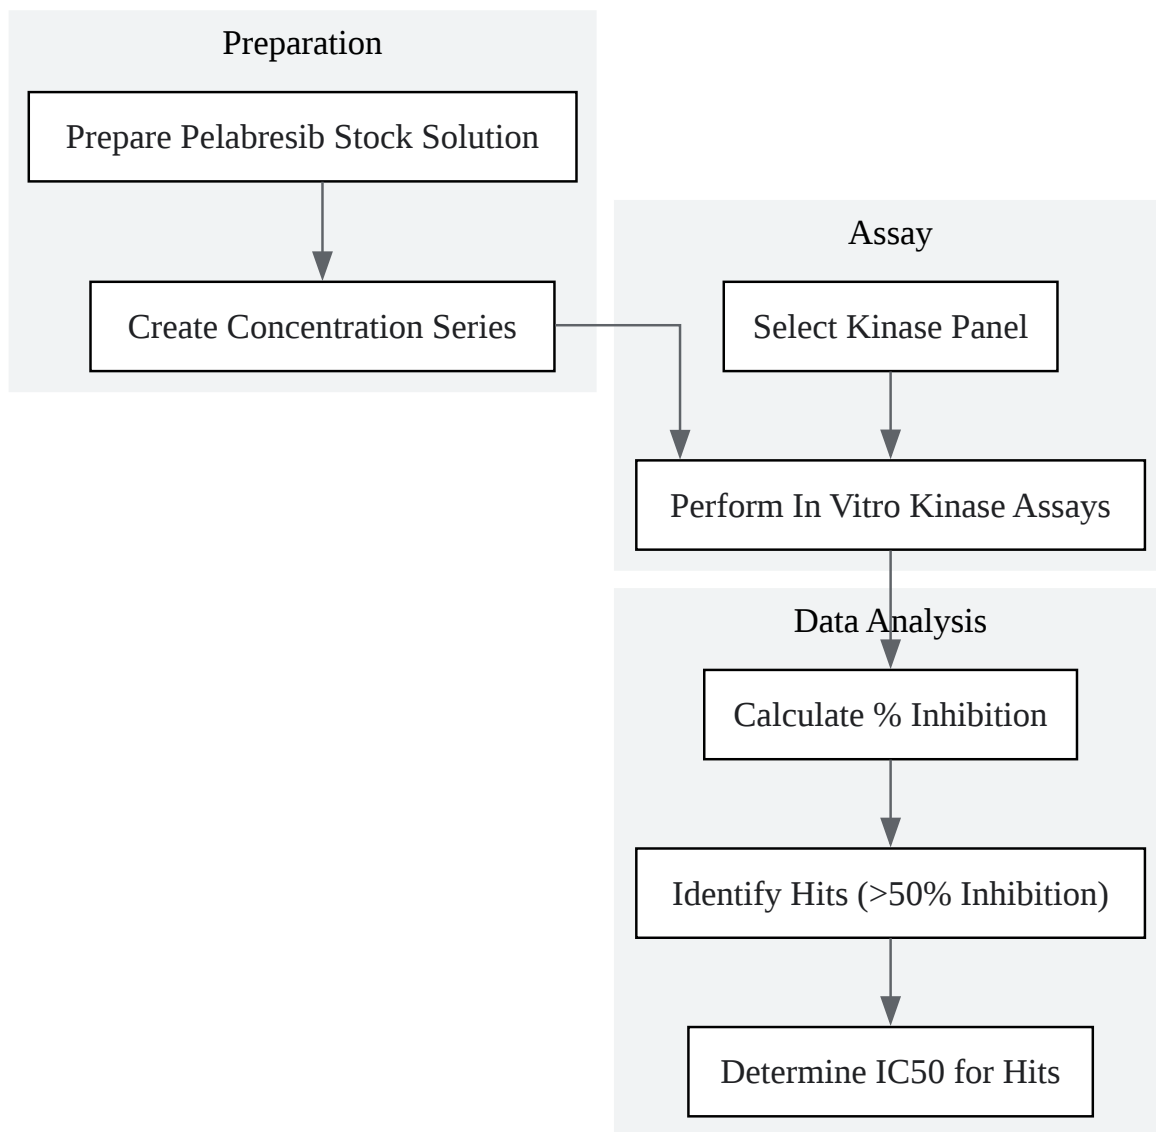 Preparation
Prepare Pelabresib Stock Solution
Create Concentration Series
Assay
Select Kinase Panel
Perform In Vitro Kinase Assays
Data Analysis
Calculate % Inhibition
Identify Hits (>50% Inhibition)
Determine IC50 for Hits